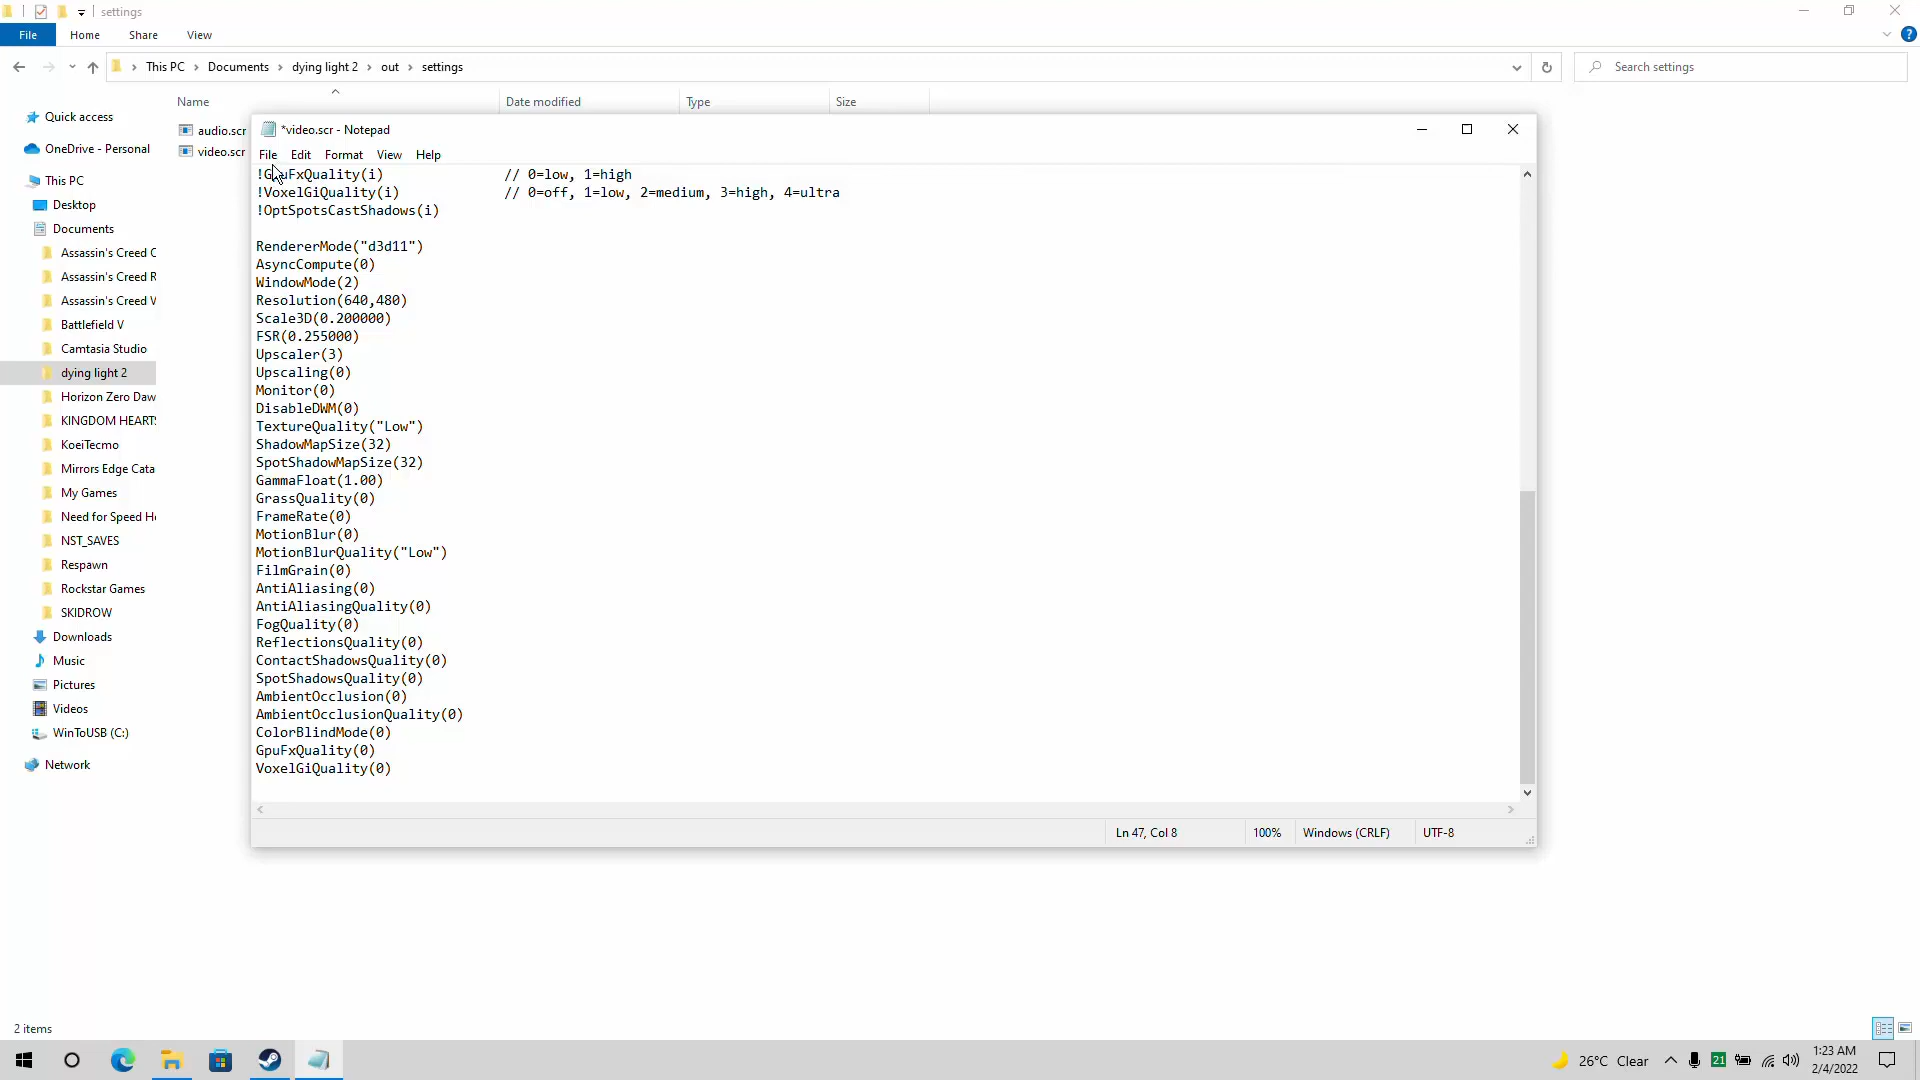 settings
File Home Share View
This PC Documents dying light 2 out settings
Search settings
Name Date modified Type Size
Quick access
OneDrive - Personal
This PC
Desktop
Documents
Assassin's Creed C
Assassin's Creed R
Assassin's Creed V
Battlefield V
Camtasia Studio
dying light 2
Horizon Zero Daw
KINGDOM HEARTS
KoeiTecmo
Mirrors Edge Cata
My Games
Need for Speed He
NST_SAVES
Respawn
Rockstar Games
SKIDROW
Downloads
Music
Pictures
Videos
WinToUSB (C:)
Network
audio.scr
video.scr
*video.scr - Notepad
File Edit Format View Help
!GpuFxQuality(i) // 0=low, 1=high
!VoxelGiQuality(i) // 0=off, 1=low, 2=medium, 3=high, 4=ultra
!OptSpotsCastShadows(i)
RendererMode("d3d11")
AsyncCompute(0)
WindowMode(2)
Resolution(640,480)
Scale3D(0.200000)
FSR(0.255000)
Upscaler(3)
Upscaling(0)
Monitor(0)
DisableDWM(0)
TextureQuality("Low")
ShadowMapSize(32)
SpotShadowMapSize(32)
GammaFloat(1.00)
GrassQuality(0)
FrameRate(0)
MotionBlur(0)
MotionBlurQuality("Low")
FilmGrain(0)
AntiAliasing(0)
AntiAliasingQuality(0)
FogQuality(0)
ReflectionsQuality(0)
ContactShadowsQuality(0)
SpotShadowsQuality(0)
AmbientOcclusion(0)
AmbientOcclusionQuality(0)
ColorBlindMode(0)
GpuFxQuality(0)
VoxelGiQuality(0)
Ln 47, Col 8 100% Windows (CRLF) UTF-8
2 items
26°C Clear 21 1:23 AM
2/4/2022